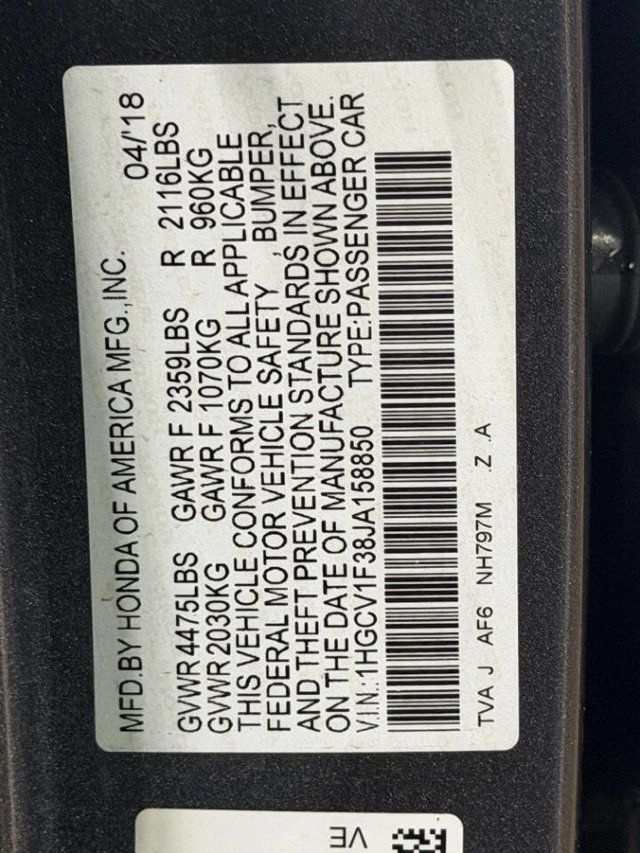 MFD.BY HONDA OF AMERICA MFG.,INC. 04/'18
GVWR 4475LBS GAWR F 2359LBS R 2116LBS
GVWR 2030KG GAWR F 1070KG R 960KG
THIS VEHICLE CONFORMS TO ALL APPLICABLE
FEDERAL MOTOR VEHICLE SAFETY , BUMPER,
AND THEFT PREVENTION STANDARDS IN EFFECT
ON THE DATE OF MANUFACTURE SHOWN ABOVE.
V.I.N.:1HGCV1F38JA158850 TYPE:PASSENGER CAR
TVA J AF6 NH797M Z .A
VE